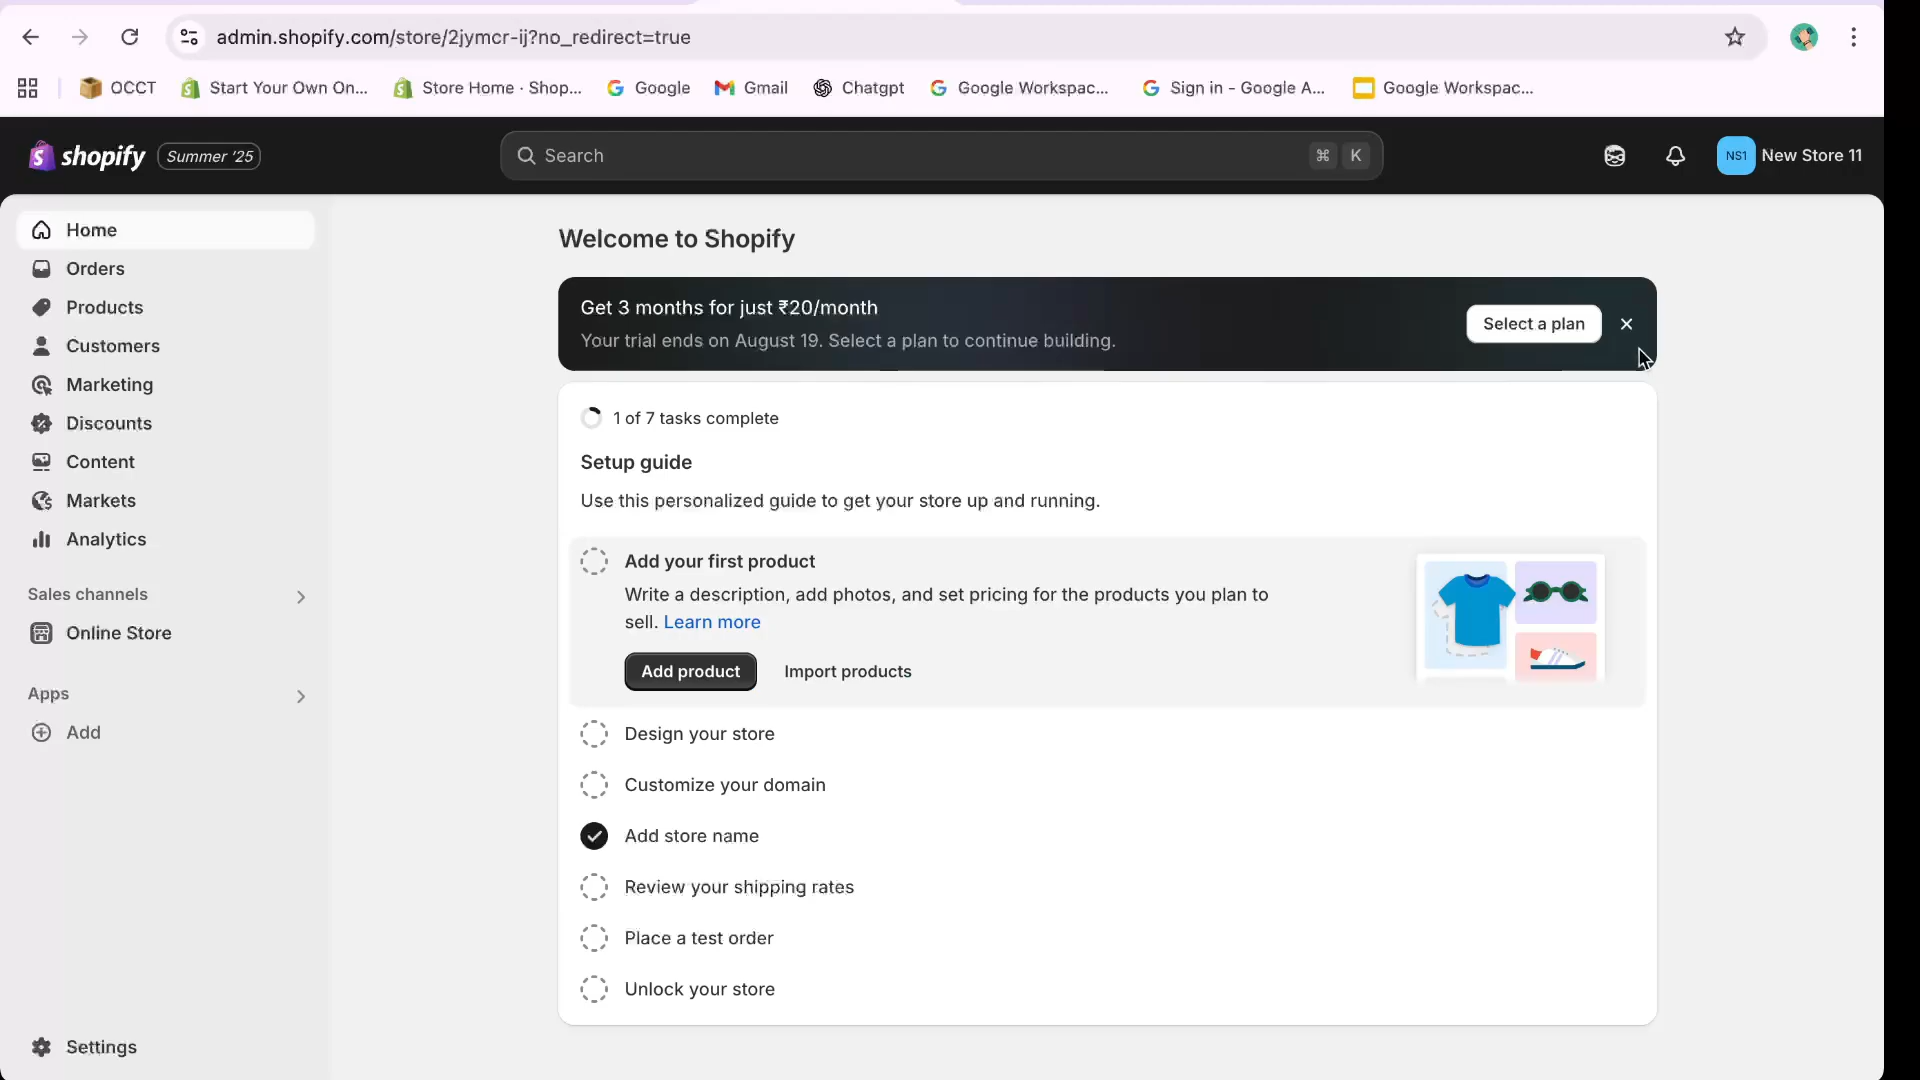 admin.shopify.com/store/2jymcr-ij?no_redirect=true
OCCT
Start Your Own On...
Store Home · Shop...
Google
Gmail
Chatgpt
Google Workspac...
Sign in - Google A...
Google Workspac...
shopify
Summer '25
Search
⌘ K
NS1
New Store 11
Home
Orders
Products
Customers
Marketing
Discounts
Content
Markets
Analytics
Sales channels
Online Store
Apps
Add
Settings
Welcome to Shopify
Get 3 months for just ₹20/month
Your trial ends on August 19. Select a plan to continue building.
Select a plan
1 of 7 tasks complete
Setup guide
Use this personalized guide to get your store up and running.
Add your first product
Write a description, add photos, and set pricing for the products you plan to
sell. Learn more
Add product
Import products
Design your store
Customize your domain
Add store name
Review your shipping rates
Place a test order
Unlock your store